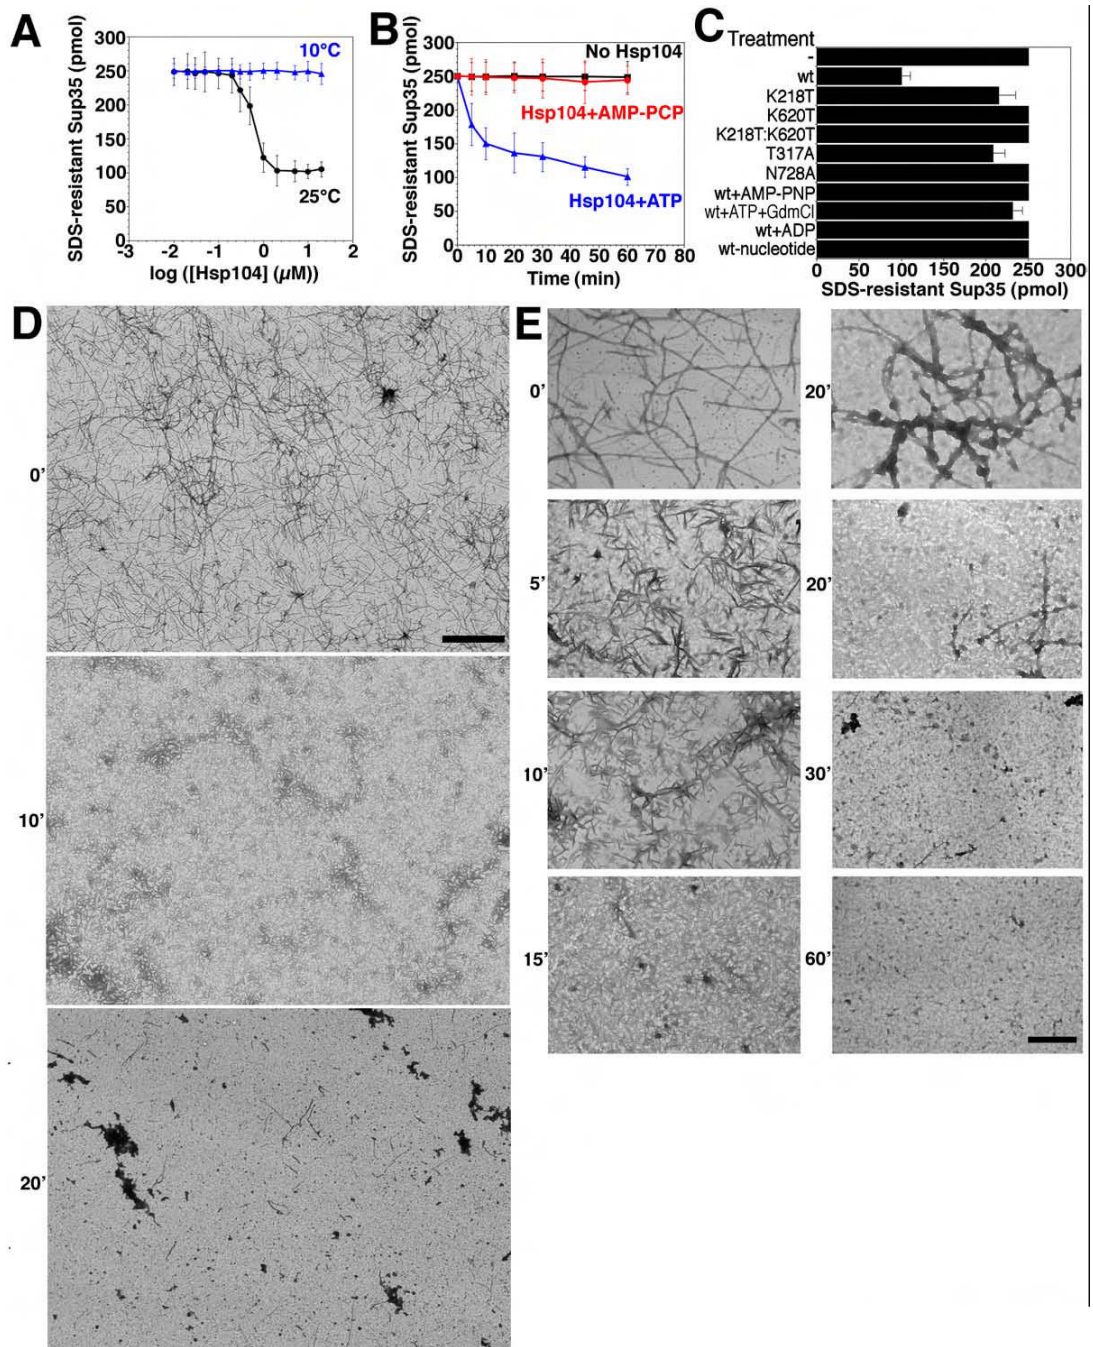 A
SDS-resistant Sup35 (pmol)
300
250
200
150
100
50
0
10°C
25°C
-3 -2 -1 0 1 2
log ([Hsp104] (µM))
B
SDS-resistant Sup35 (pmol)
300
250
200
150
100
50
0
No Hsp104
Hsp104+AMP-PCP
Hsp104+ATP
0 10 20 30 40 50 60 70 80
Time (min)
C
Treatment
-
wt
K218T
K620T
K218T:K620T
T317A
N728A
wt+AMP-PNP
wt+ATP+GdmCl
wt+ADP
wt-nucleotide
0 50 100 150 200 250 300
SDS-resistant Sup35 (pmol)
D
0'
10'
20'
E
0'
5'
10'
15'
20'
20'
30'
60'